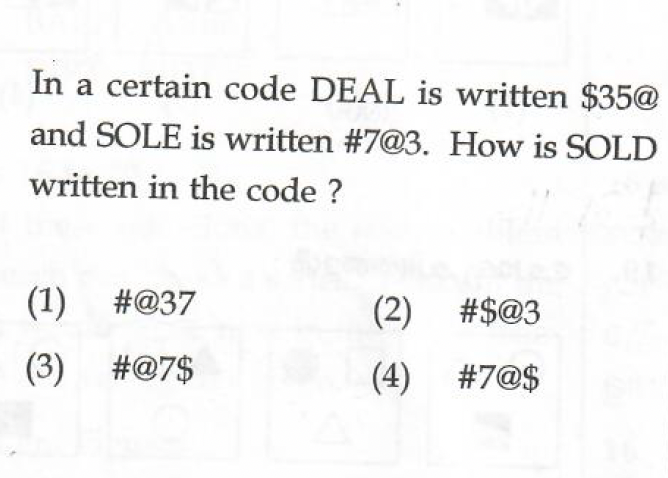 In a certain code DEAL is written $35@
and SOLE is written #7@3. How is SOLD
written in the code ?
(1) #@37 (2) #$@3
(3) #@7$ (4) #7@$